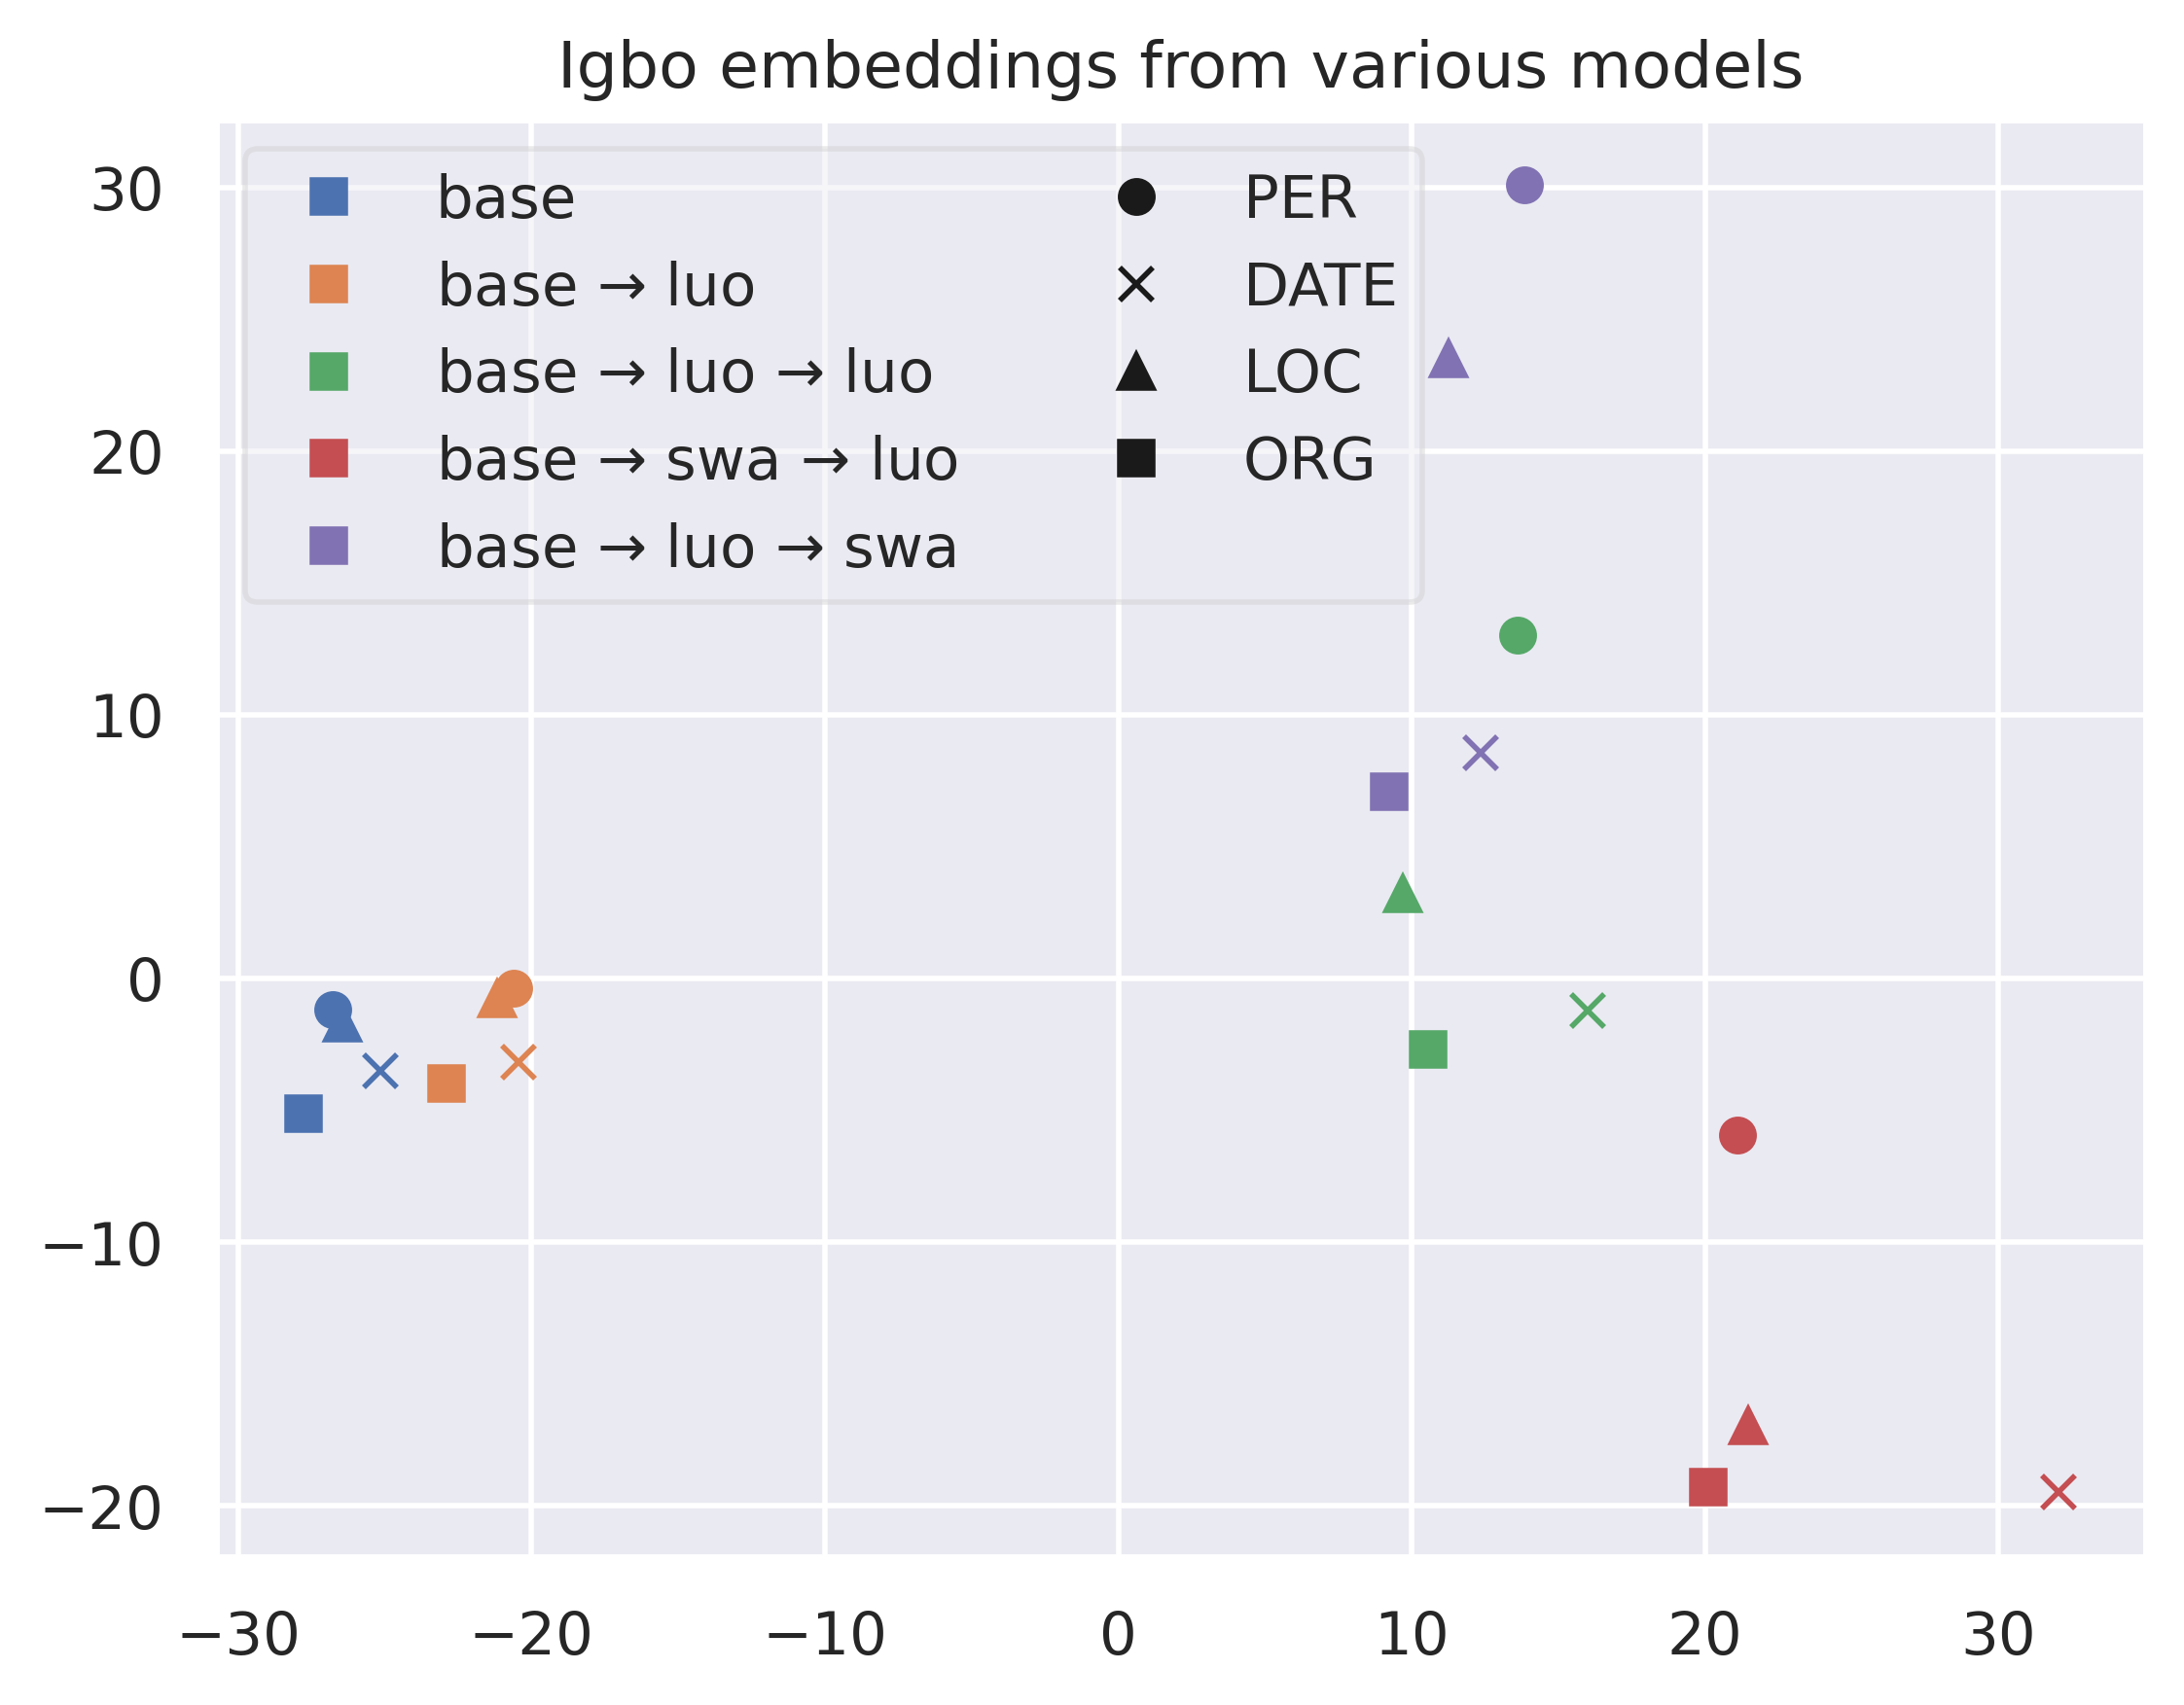 Igbo embeddings from various models
base
base → luo
base → luo → luo
base → swa → luo
base → luo → swa
PER
DATE
LOC
ORG
30
20
10
0
−10
−20
−30 −20 −10 0 10 20 30